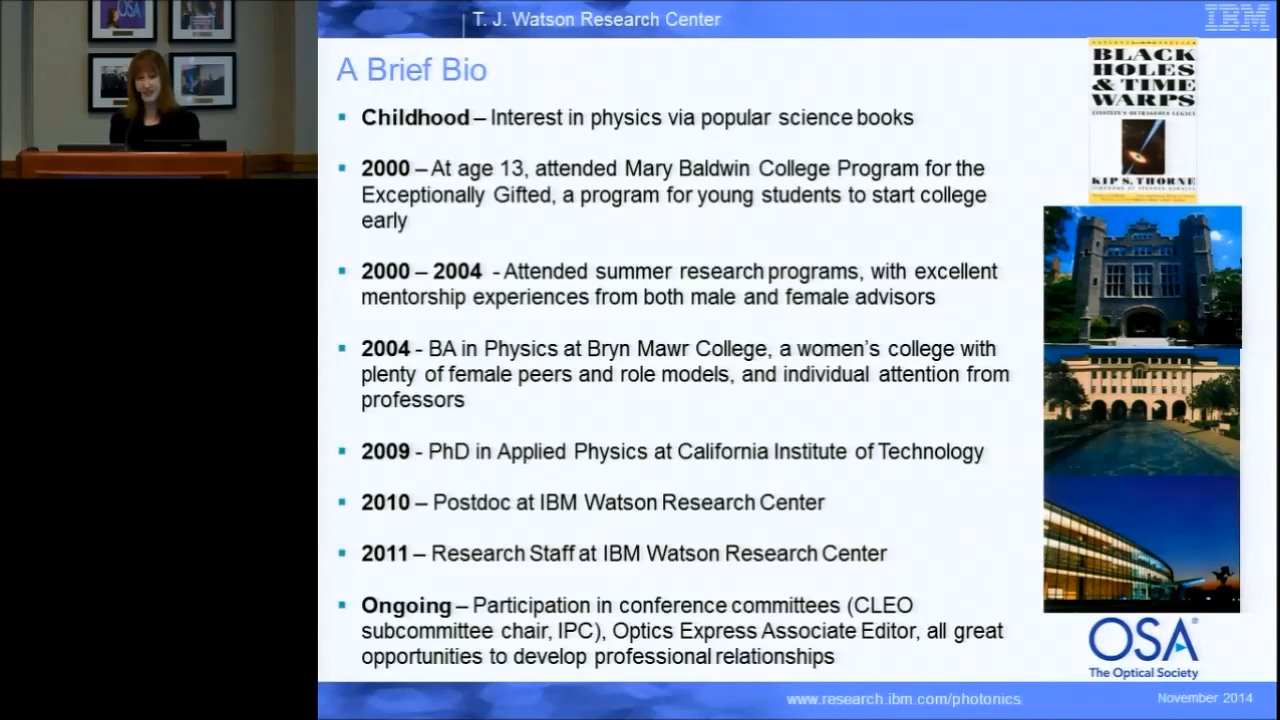 OSA
T. J. Watson Research Center
IBM
A Brief Bio
BLACK
HOLES
& TIME
WARPS
EINSTEIN'S OUTRAGEOUS LEGACY
KIP S. THORNE
▪ Childhood – Interest in physics via popular science books
▪ 2000 – At age 13, attended Mary Baldwin College Program for the
Exceptionally Gifted, a program for young students to start college
early
▪ 2000 – 2004 - Attended summer research programs, with excellent
mentorship experiences from both male and female advisors
▪ 2004 - BA in Physics at Bryn Mawr College, a women's college with
plenty of female peers and role models, and individual attention from
professors
▪ 2009 - PhD in Applied Physics at California Institute of Technology
▪ 2010 – Postdoc at IBM Watson Research Center
▪ 2011 – Research Staff at IBM Watson Research Center
▪ Ongoing – Participation in conference committees (CLEO
subcommittee chair, IPC), Optics Express Associate Editor, all great
opportunities to develop professional relationships
OSA®
The Optical Society
www.research.ibm.com/photonics
November 2014